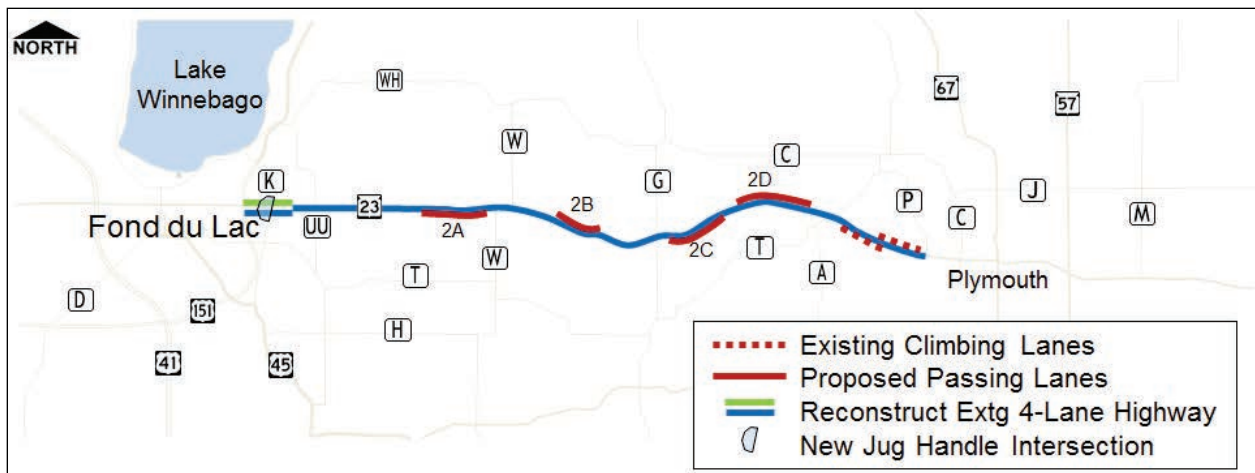 NORTH
Lake
Winnebago
WH
67
57
W
C
K
G
2D
J
P
2B
M
23
C
Fond du Lac
UU
2A
2C
T
W
A
T
Plymouth
D
151
H
41
45
Existing Climbing Lanes
Proposed Passing Lanes
Reconstruct Extg 4-Lane Highway
New Jug Handle Intersection